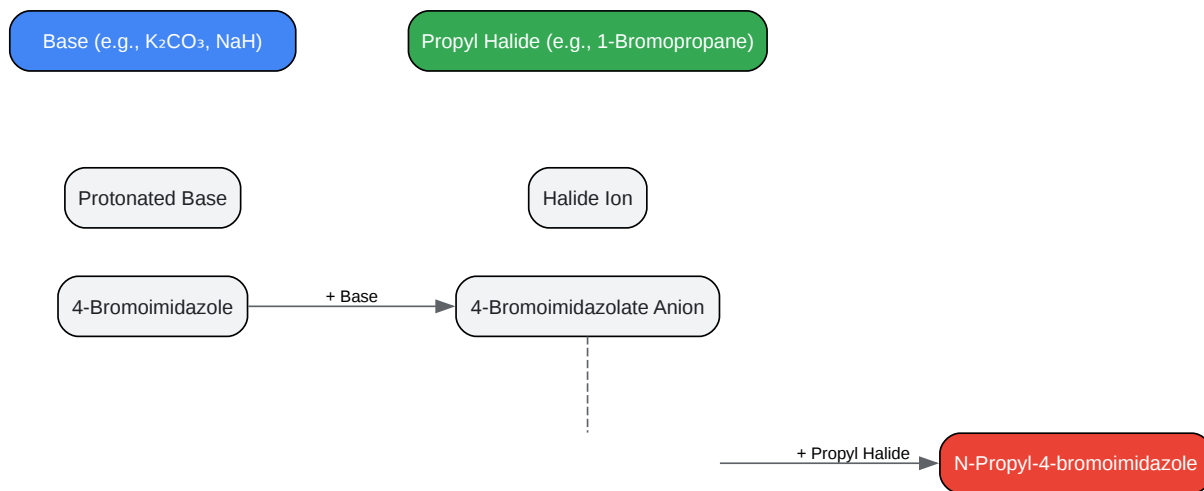 Base (e.g., K₂CO₃, NaH)
Propyl Halide (e.g., 1-Bromopropane)
Protonated Base
Halide Ion
4-Bromoimidazole
+ Base
4-Bromoimidazolate Anion
+ Propyl Halide
N-Propyl-4-bromoimidazole